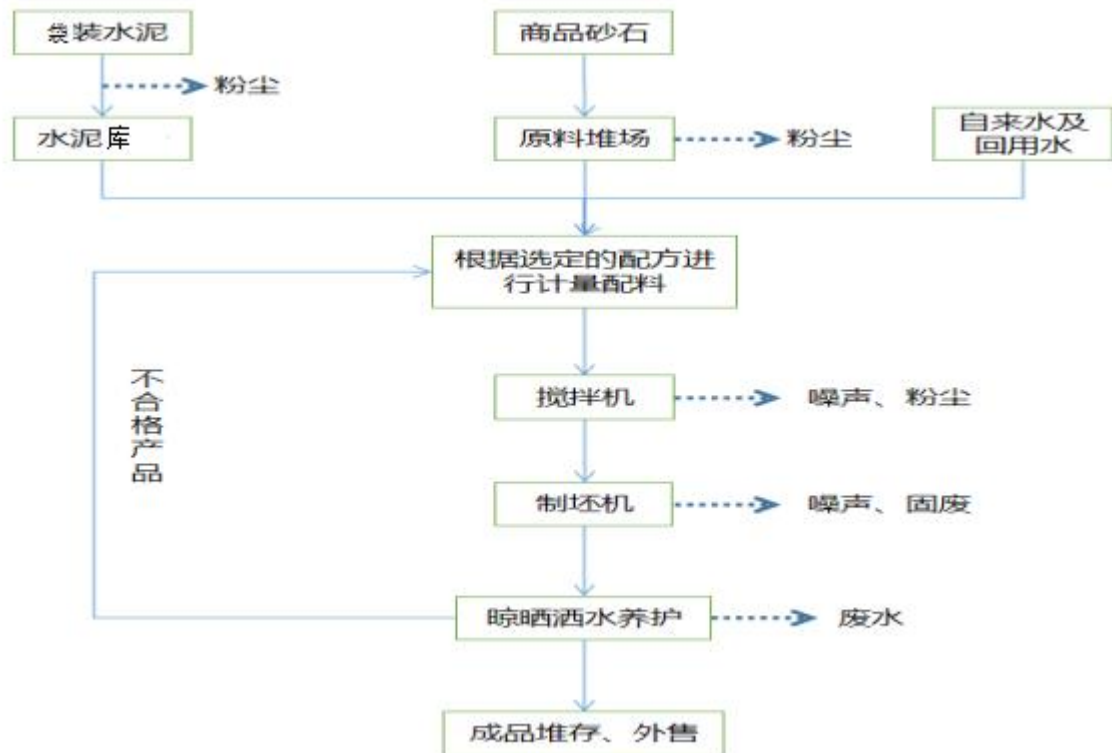 袋装水泥
商品砂石
粉尘
水泥库
原料堆场
粉尘
自来水及
回用水
根据选定的配方进
行计量配料
不合格产品
搅拌机
噪声、粉尘
制坯机
噪声、固废
晾晒洒水养护
废水
成品堆存、外售